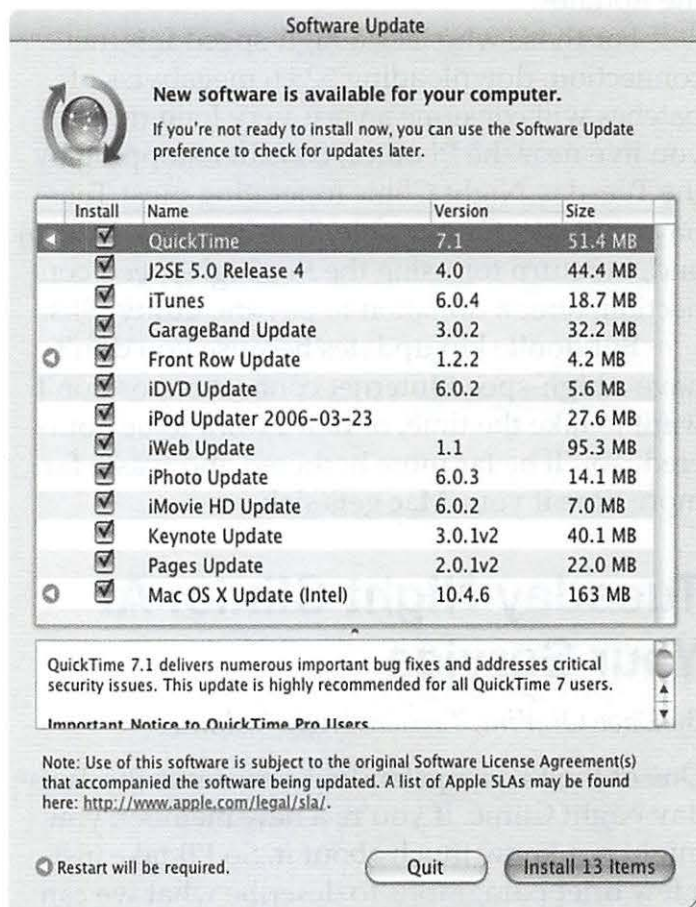 Software Update
New software is available for your computer.
If you're not ready to install now, you can use the Software Update
preference to check for updates later.
Install Name Version Size
QuickTime 7.1 51.4 MB
J2SE 5.0 Release 4 4.0 44.4 MB
iTunes 6.0.4 18.7 MB
GarageBand Update 3.0.2 32.2 MB
Front Row Update 1.2.2 4.2 MB
iDVD Update 6.0.2 5.6 MB
iPod Updater 2006-03-23 27.6 MB
iWeb Update 1.1 95.3 MB
iPhoto Update 6.0.3 14.1 MB
iMovie HD Update 6.0.2 7.0 MB
Keynote Update 3.0.1v2 40.1 MB
Pages Update 2.0.1v2 22.0 MB
Mac OS X Update (Intel) 10.4.6 163 MB
QuickTime 7.1 delivers numerous important bug fixes and addresses critical
security issues. This update is highly recommended for all QuickTime 7 users.
Important Notice to QuickTime Pro Users
Note: Use of this software is subject to the original Software License Agreement(s)
that accompanied the software being updated. A list of Apple SLAs may be found
here: http://www.apple.com/legal/sla/.
Restart will be required.
Quit
Install 13 Items